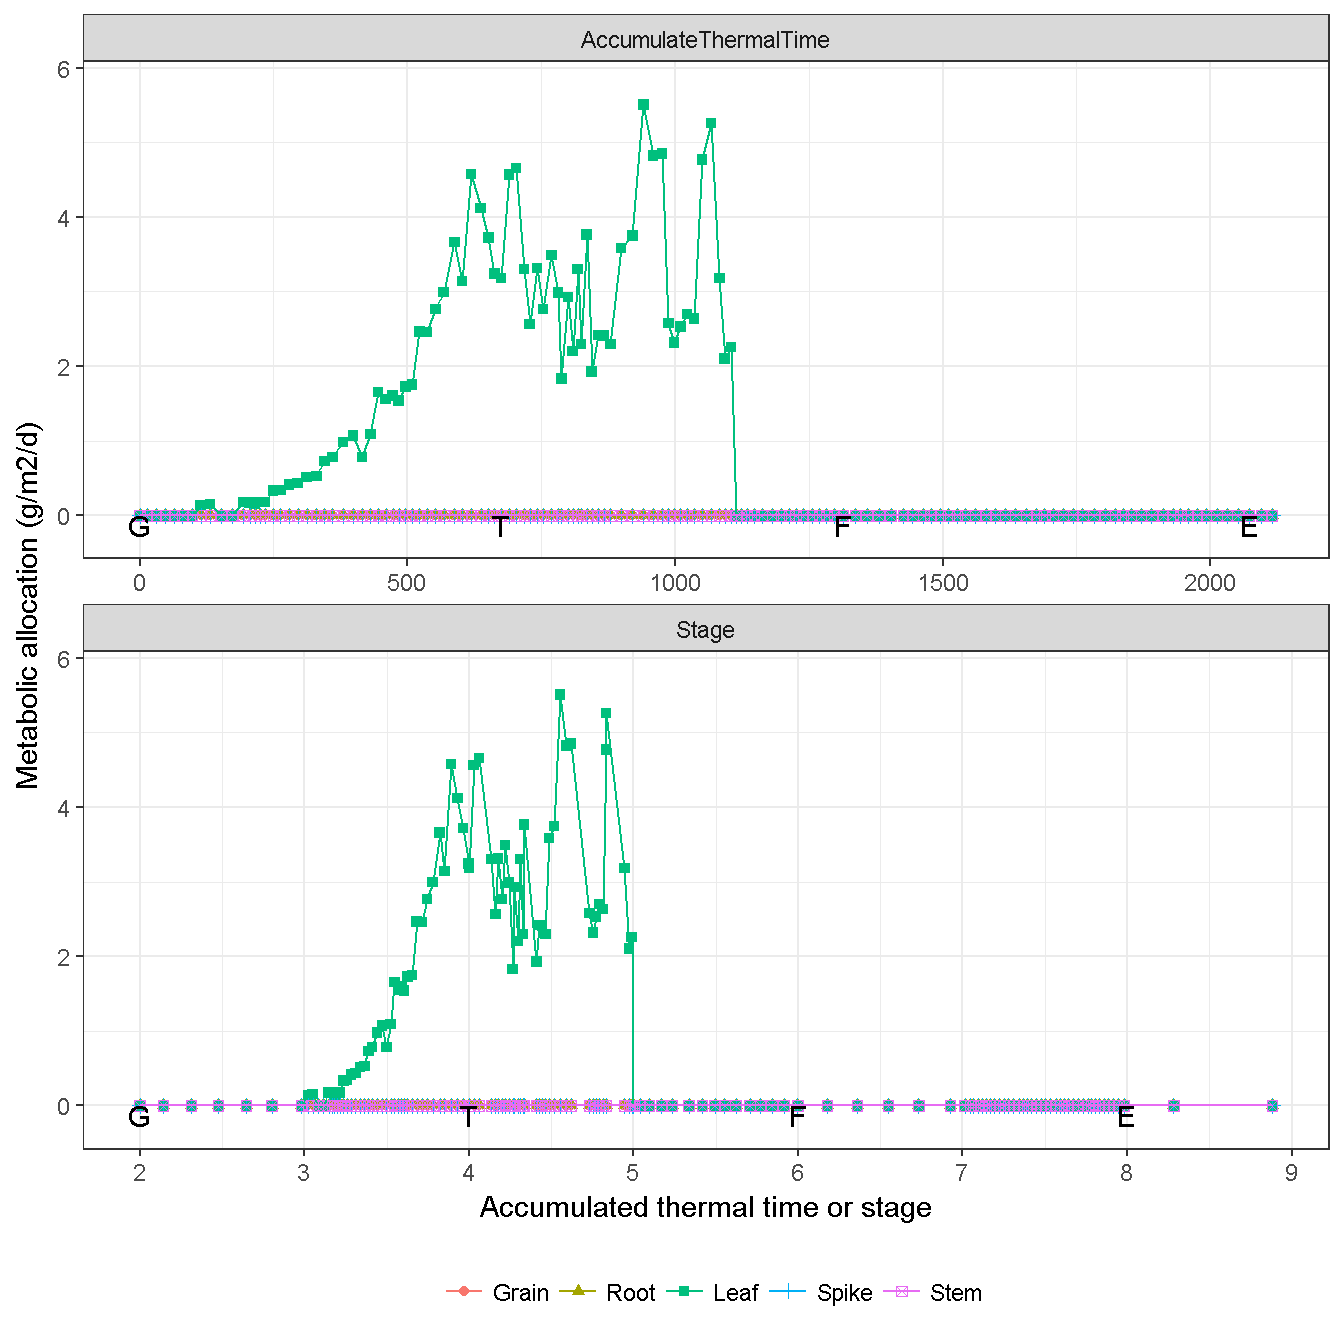 AccumulateThermalTime
6
4
2
0
G T F E
0 500 1000 1500 2000
Stage
6
4
2
0
G T F E
2 3 4 5 6 7 8 9
Metabolic allocation (g/m2/d)
Accumulated thermal time or stage
Grain Root Leaf Spike Stem